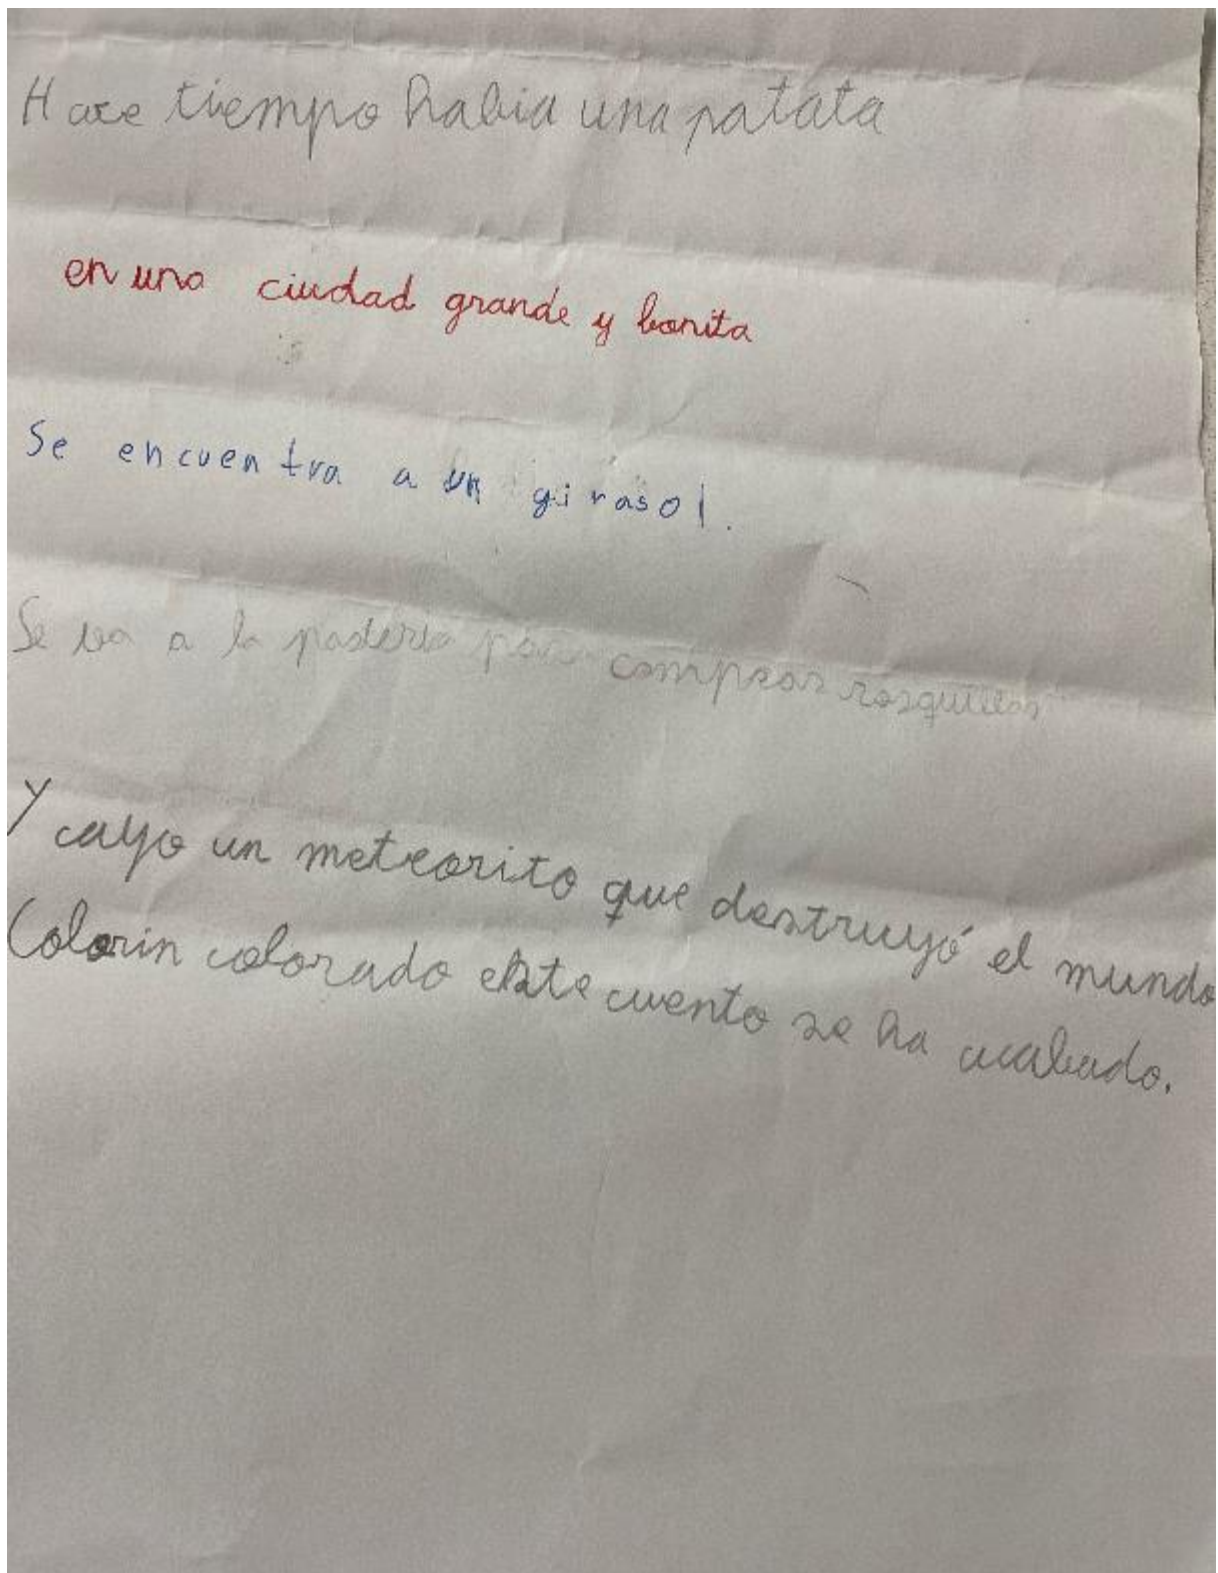 Hace tiempo habia una patata
en una ciudad grande y bonita
Se encuentra a un girasol.
Se va a la para comprar rosquillas
Y cayo un meteorito que destruyó el mundo
Colorin colorado este cuento se ha acabado.